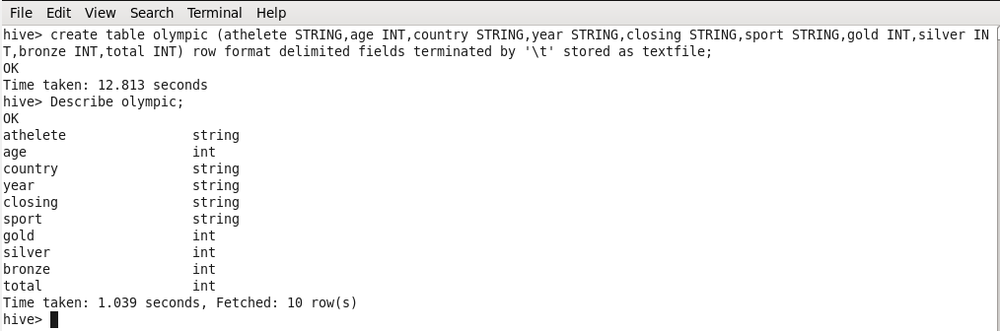 File Edit View Search Terminal Help
hive> create table olympic (athelete STRING,age INT,country STRING,year STRING,closing STRING,sport STRING,gold INT,silver IN
T,bronze INT,total INT) row format delimited fields terminated by '\t' stored as textfile;
OK
Time taken: 12.813 seconds
hive> Describe olympic;
OK
athelete string
age int
country string
year string
closing string
sport string
gold int
silver int
bronze int
total int
Time taken: 1.039 seconds, Fetched: 10 row(s)
hive>